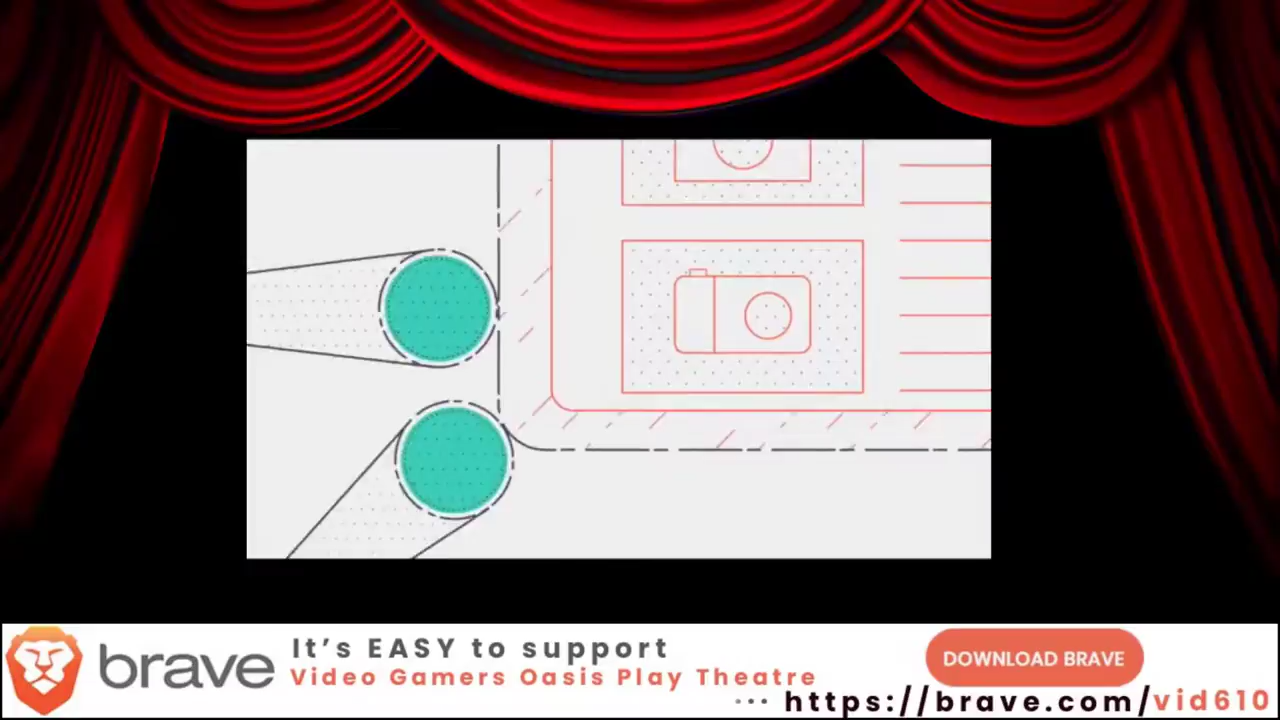 brave
It's EASY to support
Video Gamers Oasis Play Theatre
DOWNLOAD BRAVE
... https://brave.com/vid610